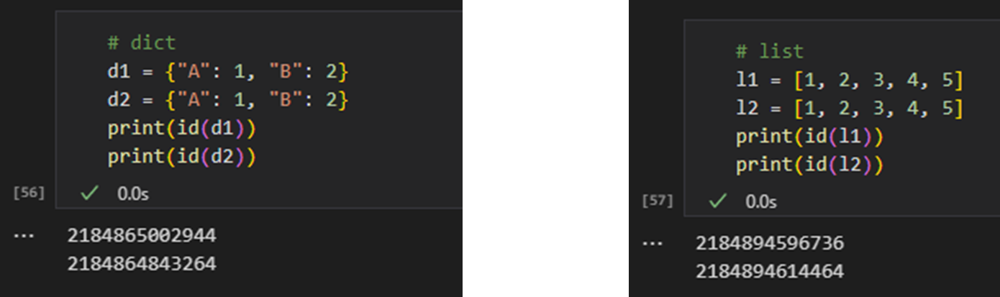 # dict
d1 = {"A": 1, "B": 2}
d2 = {"A": 1, "B": 2}
print(id(d1))
print(id(d2))
[56] ✓ 0.0s
... 2184865002944
2184864843264
# list
l1 = [1, 2, 3, 4, 5]
l2 = [1, 2, 3, 4, 5]
print(id(l1))
print(id(l2))
[57] ✓ 0.0s
... 2184894596736
2184894614464